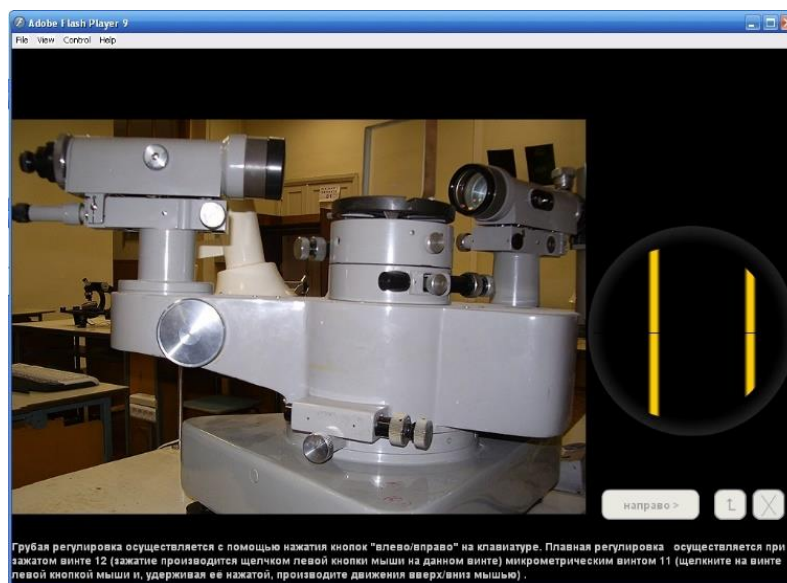 Adobe Flash Player 9
File View Control Help
направо >
Грубая регулировка осуществляется с помощью нажатия кнопок "влево/вправо" на клавиатуре. Плавная регулировка осуществляется при
зажатом винте 12 (зажатие производится щелчком левой кнопки мыши на данном винте) микрометрическим винтом 11 (щелкните на винте
левой кнопкой мыши и, удерживая её нажатой, производите движения вверх/вниз мышью) .